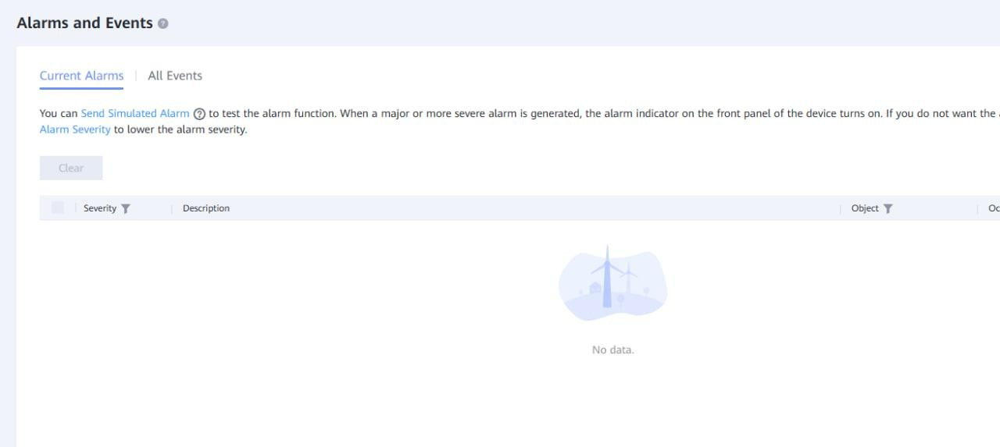 Alarms and Events ?
Current Alarms | All Events
You can Send Simulated Alarm ? to test the alarm function. When a major or more severe alarm is generated, the alarm indicator on the front panel of the device turns on. If you do not want the
Alarm Severity to lower the alarm severity.
Clear
Severity Description Object Oc
No data.